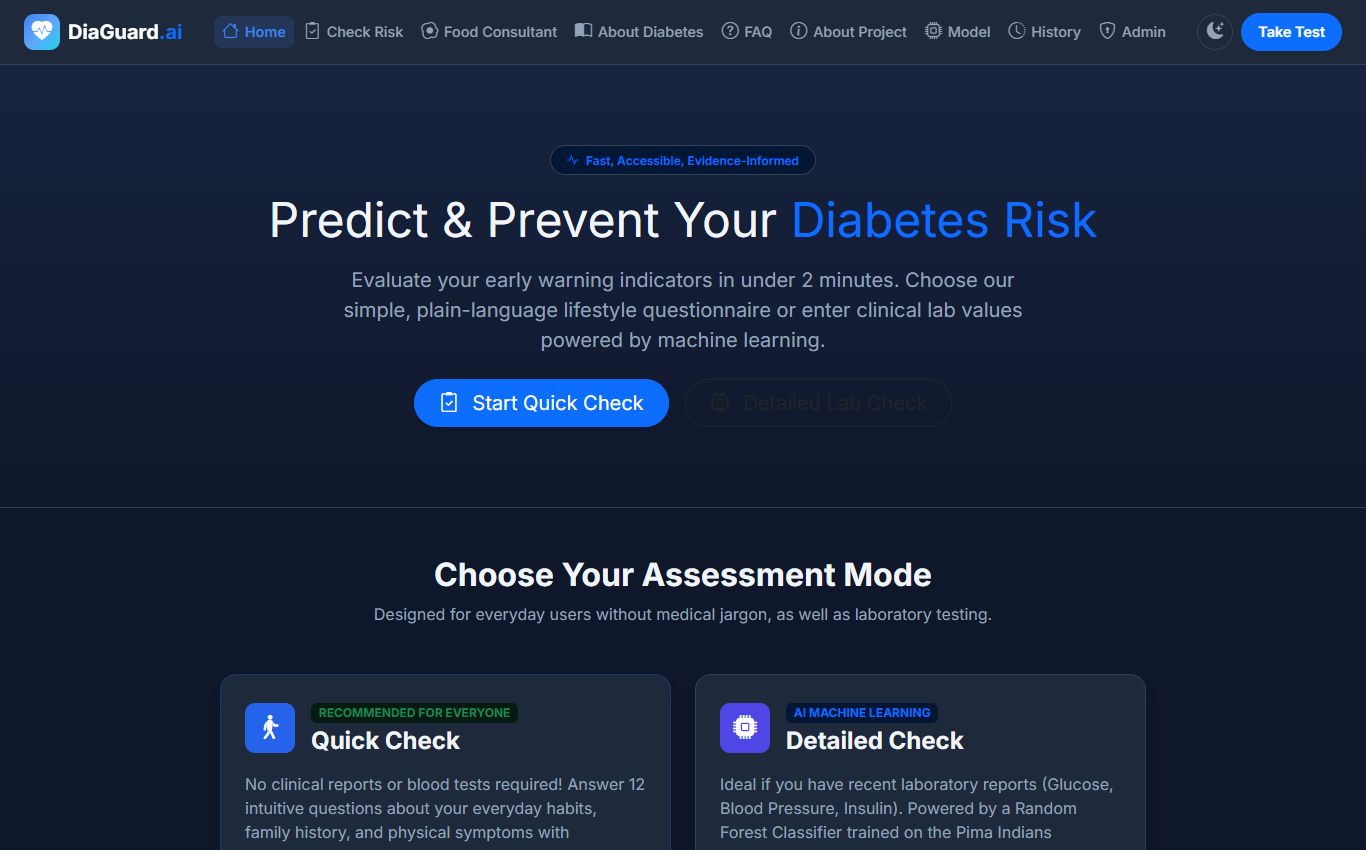 DiaGuard.ai
Home
Check Risk
Food Consultant
About Diabetes
FAQ
About Project
Model
History
Admin
Take Test
Fast, Accessible, Evidence-Informed
Predict & Prevent Your Diabetes Risk
Evaluate your early warning indicators in under 2 minutes. Choose our
simple, plain-language lifestyle questionnaire or enter clinical lab values
powered by machine learning.
Start Quick Check
Detailed Lab Check
Choose Your Assessment Mode
Designed for everyday users without medical jargon, as well as laboratory testing.
RECOMMENDED FOR EVERYONE
Quick Check
No clinical reports or blood tests required! Answer 12
intuitive questions about your everyday habits,
family history, and physical symptoms with
AI MACHINE LEARNING
Detailed Check
Ideal if you have recent laboratory reports (Glucose,
Blood Pressure, Insulin). Powered by a Random
Forest Classifier trained on the Pima Indians